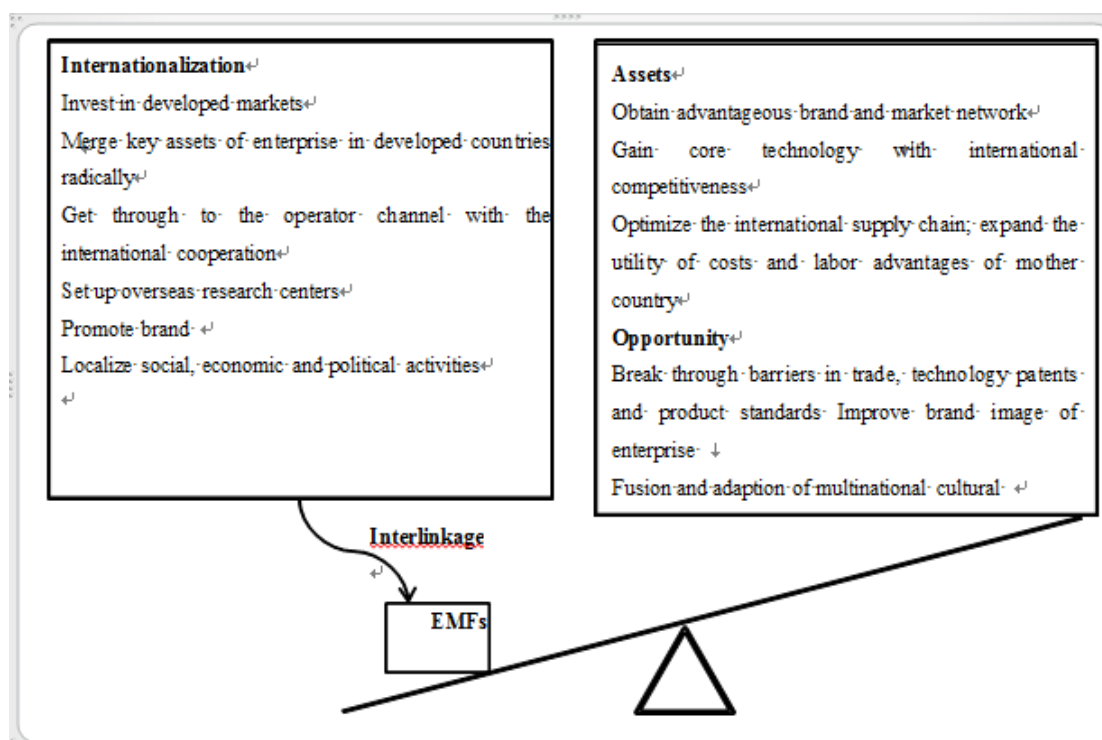 Internationalization
Invest in developed markets
Merge key assets of enterprise in developed countries
radically
Get through to the operator channel with the
international cooperation
Set up overseas research centers
Promote brand
Localize social, economic and political activities
Assets
Obtain advantageous brand and market network
Gain core technology with international
competitiveness
Optimize the international supply chain; expand the
utility of costs and labor advantages of mother
country
Opportunity
Break through barriers in trade, technology patents
and product standards Improve brand image of
enterprise
Fusion and adaption of multinational cultural
Interlinkage
EMFs